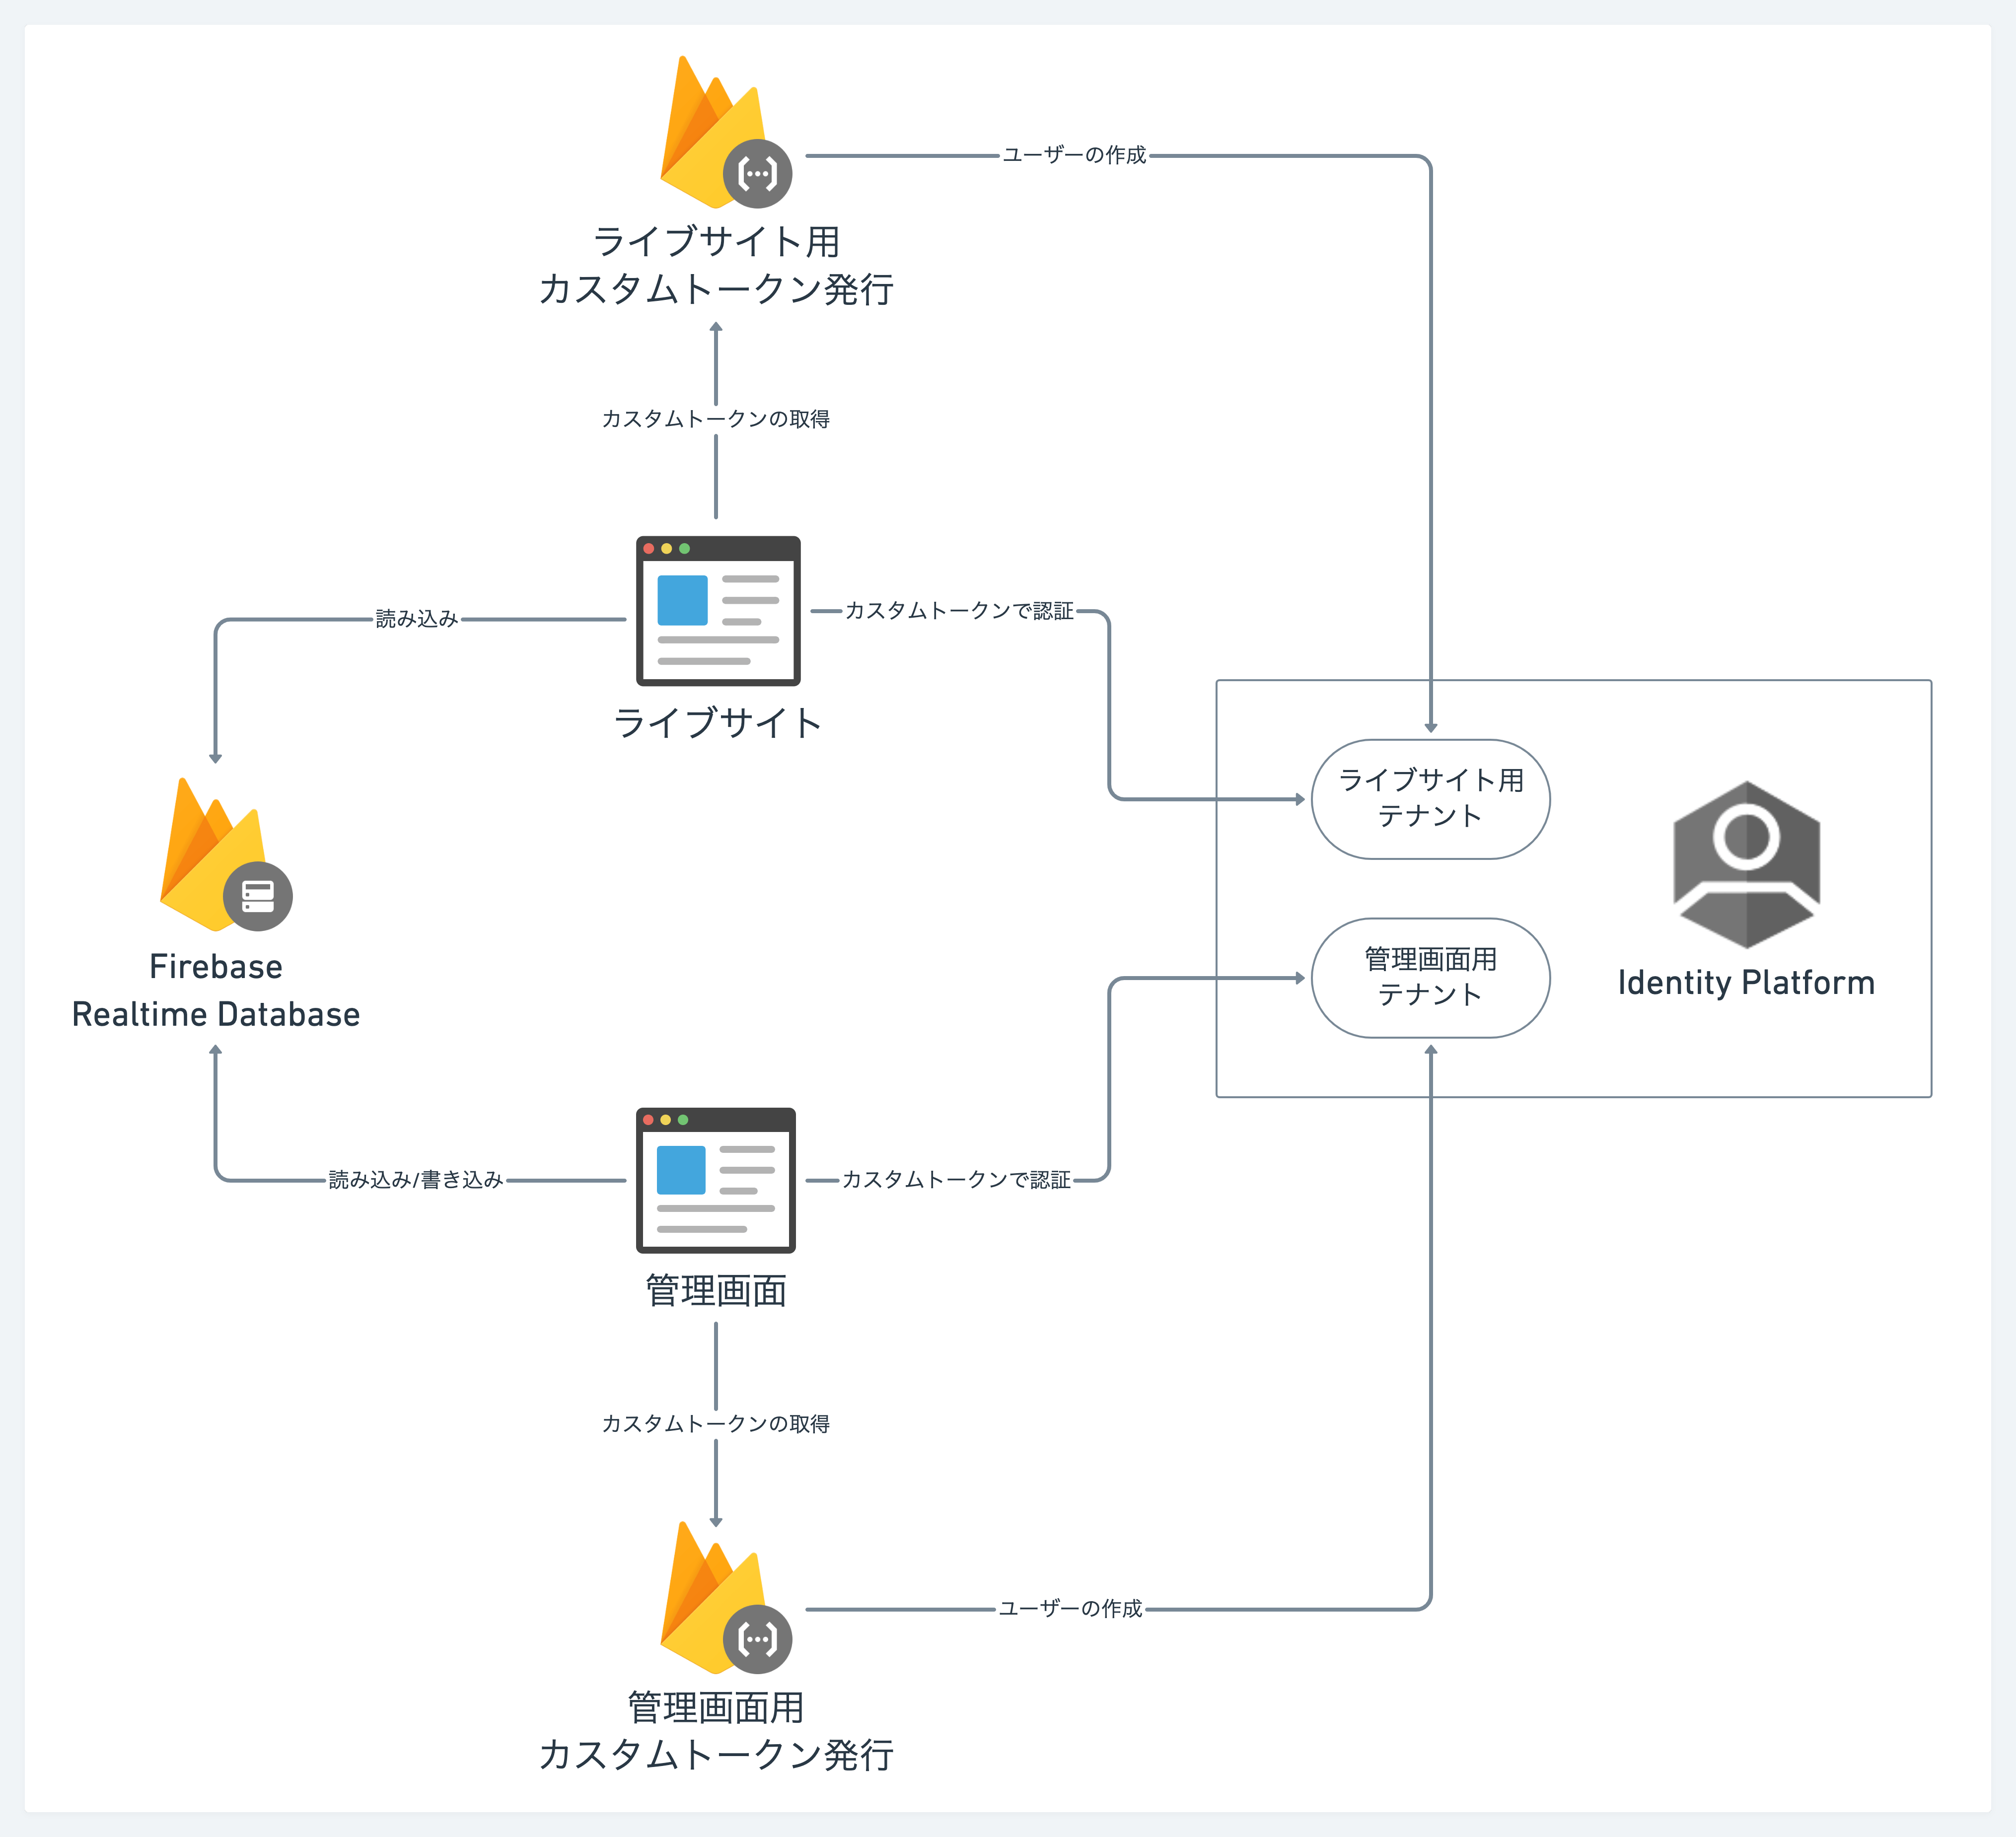 ユーザーの作成
ライブサイト用
カスタムトークン発行
カスタムトークンの取得
読み込み
カスタムトークンで認証
ライブサイト
ライブサイト用
テナント
管理画面用
テナント
Identity Platform
Firebase
Realtime Database
読み込み/書き込み
カスタムトークンで認証
管理画面
カスタムトークンの取得
ユーザーの作成
管理画面用
カスタムトークン発行